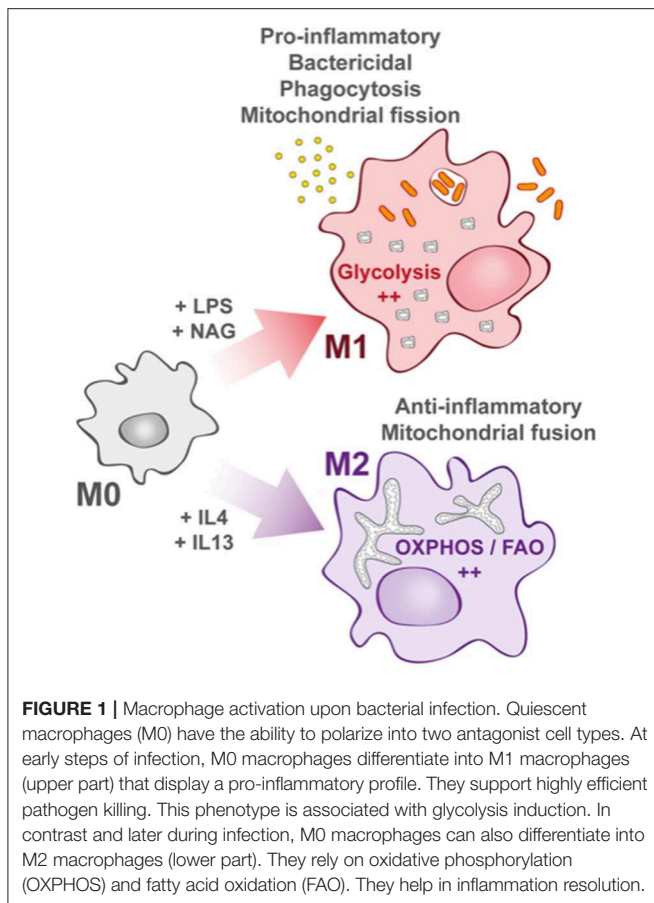 Pro-inflammatory
Bactericidal
Phagocytosis
Mitochondrial fission
Glycolysis
++
+ LPS
+ NAG
M1
M0
Anti-inflammatory
Mitochondrial fusion
M2
+ IL4
+ IL13
OXPHOS / FAO
++
FIGURE 1 | Macrophage activation upon bacterial infection. Quiescent
macrophages (M0) have the ability to polarize into two antagonist cell types. At
early steps of infection, M0 macrophages differentiate into M1 macrophages
(upper part) that display a pro-inflammatory profile. They support highly efficient
pathogen killing. This phenotype is associated with glycolysis induction. In
contrast and later during infection, M0 macrophages can also differentiate into
M2 macrophages (lower part). They rely on oxidative phosphorylation
(OXPHOS) and fatty acid oxidation (FAO). They help in inflammation resolution.